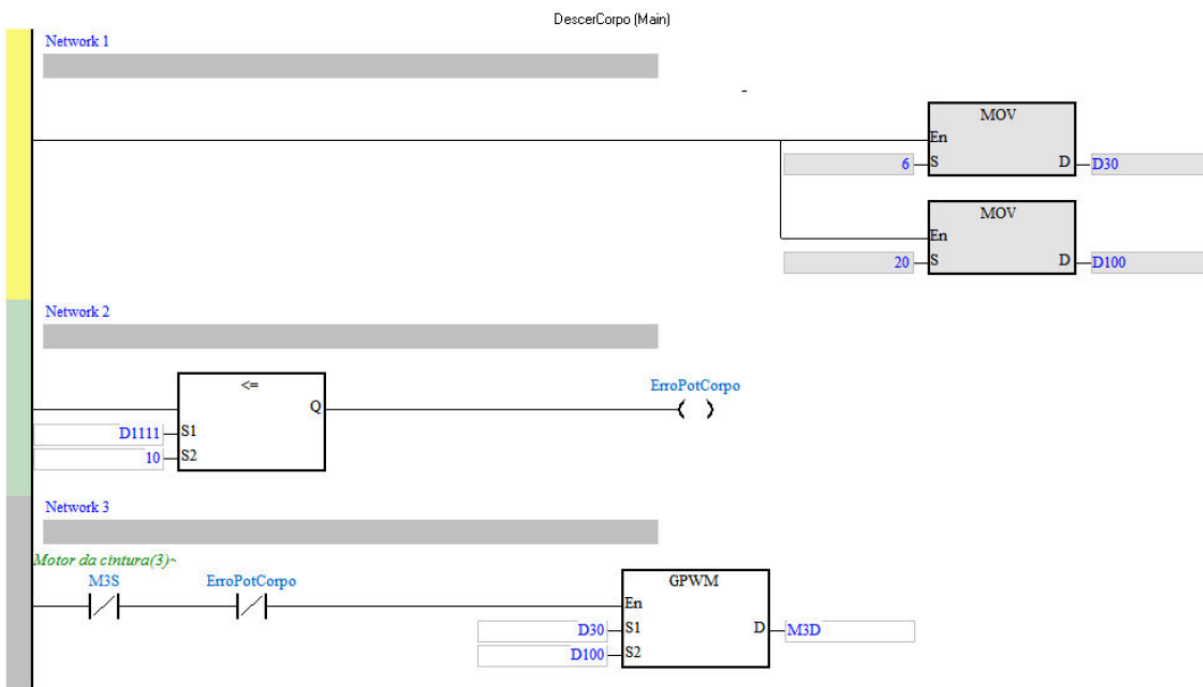 DescerCorpo (Main)
Network 1
MOV
En
6 S D D30
MOV
En
20 S D D100
Network 2
<=
Q
ErroPotCorpo
D1111 S1
10 S2
Network 3
Motor da cintura(3)~
M3S ErroPotCorpo
GPWM
En
D30 S1 D M3D
D100 S2